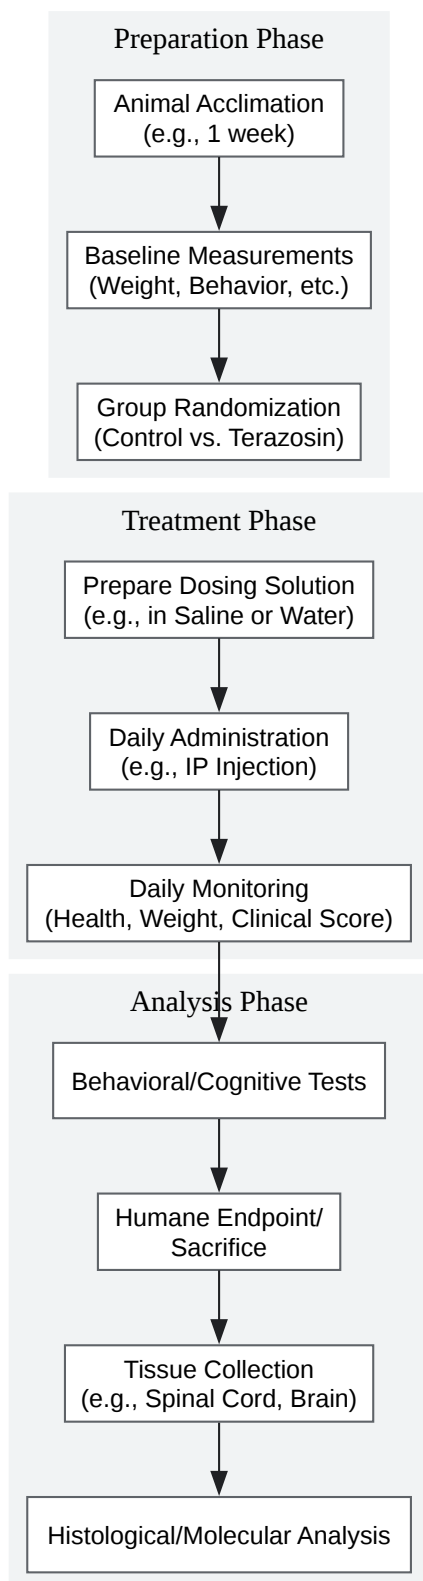 Preparation Phase
Animal Acclimation
(e.g., 1 week)
Baseline Measurements
(Weight, Behavior, etc.)
Group Randomization
(Control vs. Terazosin)
Treatment Phase
Prepare Dosing Solution
(e.g., in Saline or Water)
Daily Administration
(e.g., IP Injection)
Daily Monitoring
(Health, Weight, Clinical Score)
Analysis Phase
Behavioral/Cognitive Tests
Humane Endpoint/
Sacrifice
Tissue Collection
(e.g., Spinal Cord, Brain)
Histological/Molecular Analysis